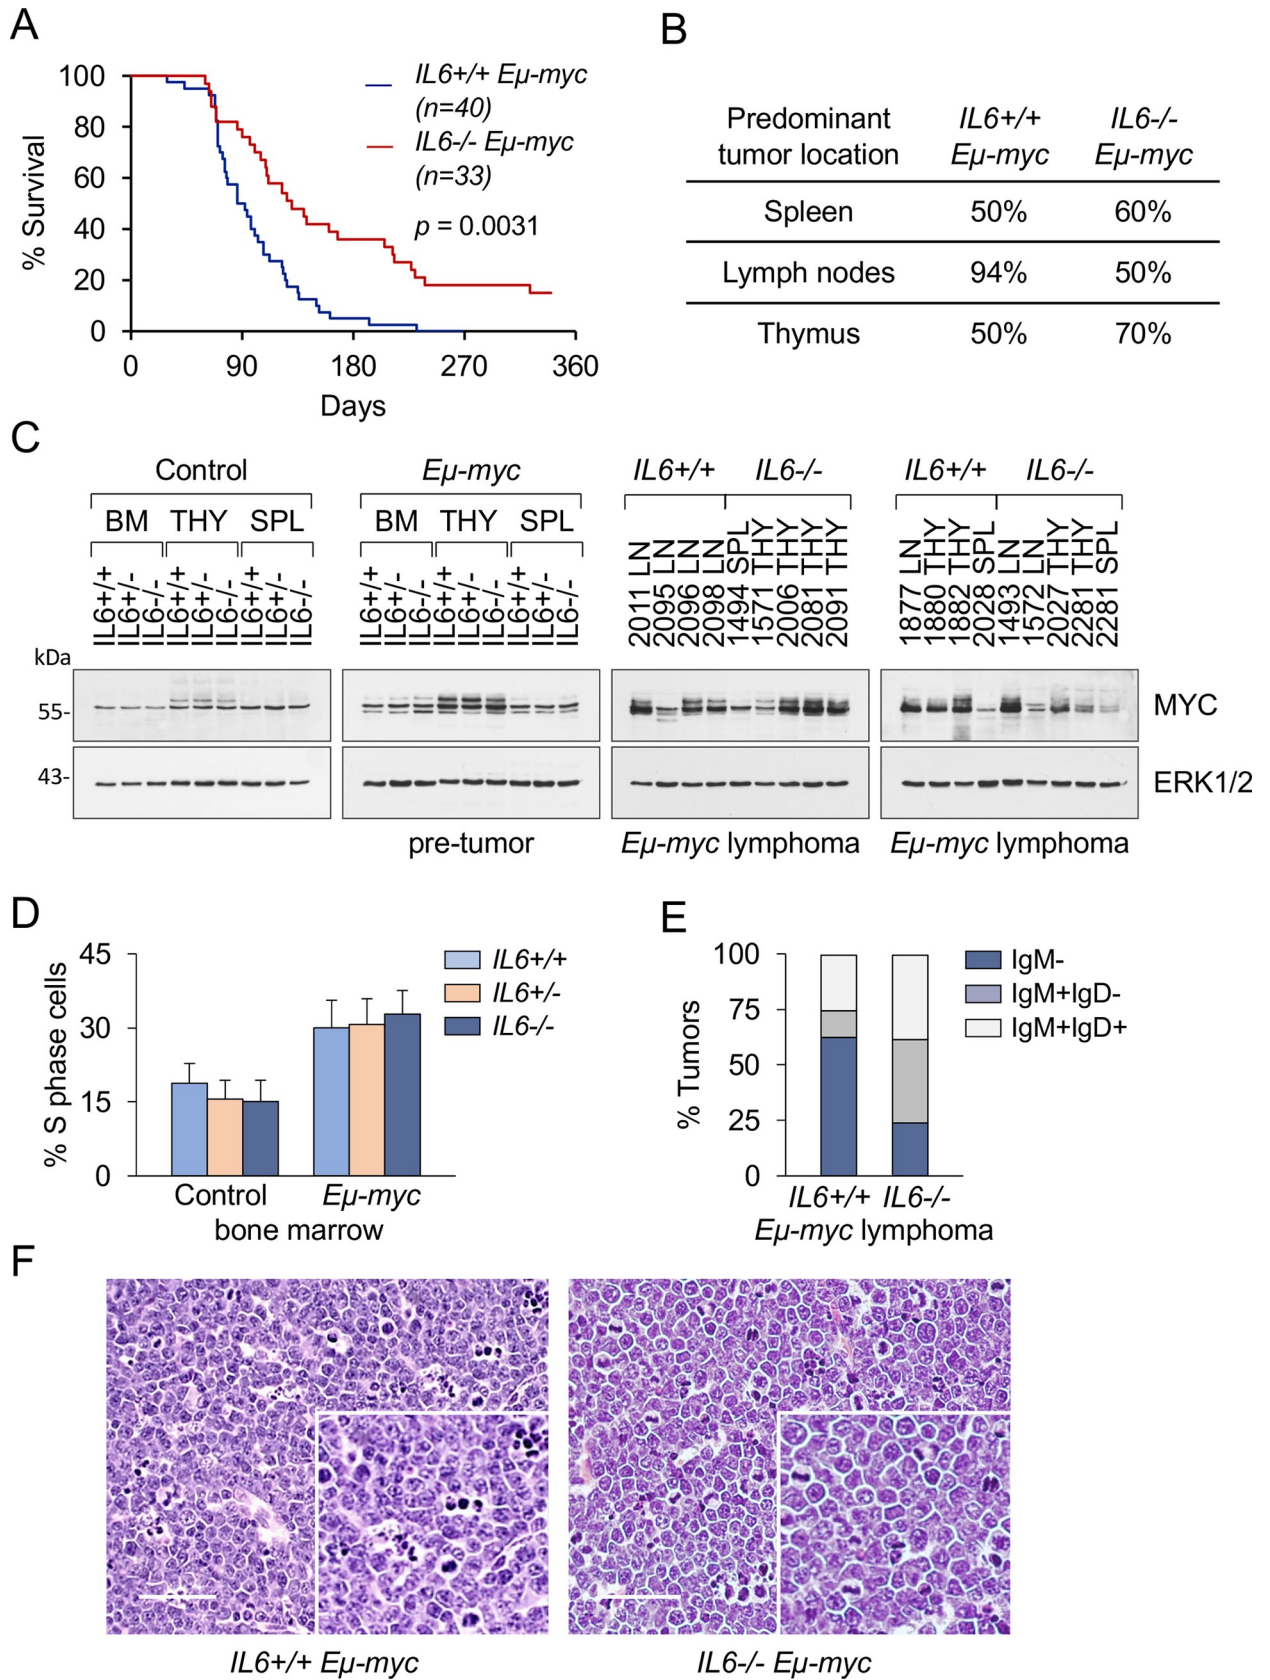 A
% Survival
100
80
60
40
20
0
0 90 180 270 360
Days
IL6+/+ Eµ-myc
(n=40)
IL6-/- Eµ-myc
(n=33)
p = 0.0031
B
Predominant tumor location IL6+/+ Eµ-myc IL6-/- Eµ-myc
Spleen 50% 60%
Lymph nodes 94% 50%
Thymus 50% 70%
C
Control
BM THY SPL
IL6+/+ IL6+/- IL6-/- IL6+/+ IL6+/- IL6-/- IL6+/+ IL6+/- IL6-/-
Eµ-myc
BM THY SPL
IL6+/+ IL6+/- IL6-/- IL6+/+ IL6+/- IL6-/- IL6+/+ IL6+/- IL6-/-
IL6+/+ IL6-/-
2011 LN
2095 LN
2096 LN
2098 LN
1494 SPL
1571 THY
2006 THY
2081 THY
2091 THY
IL6+/+ IL6-/-
1877 LN
1880 THY
1882 THY
2028 SPL
1493 LN
1572 LN
2027 THY
2281 THY
2281 SPL
kDa
55-
MYC
43-
ERK1/2
pre-tumor
Eµ-myc lymphoma
Eµ-myc lymphoma
D
% S phase cells
45
30
15
0
IL6+/+
IL6+/-
IL6-/-
Control Eµ-myc
bone marrow
E
% Tumors
100
75
50
25
0
IgM-
IgM+IgD-
IgM+IgD+
IL6+/+ IL6-/-
Eµ-myc lymphoma
F
IL6+/+ Eµ-myc
IL6-/- Eµ-myc